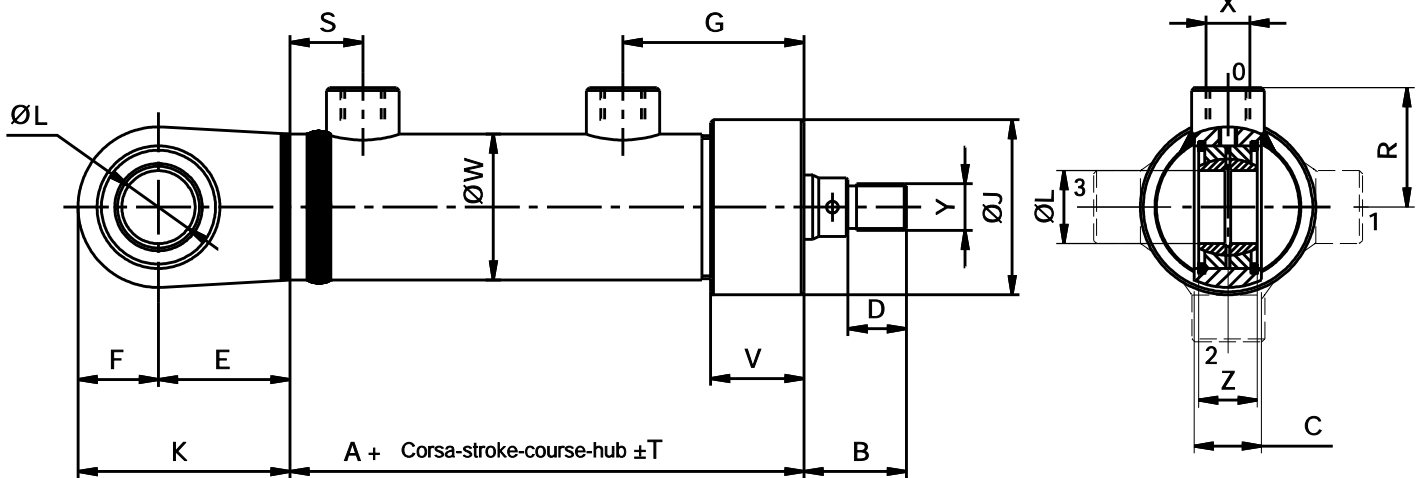 S
G
X
0
ØL
ØW
Y
ØJ
ØL
3
1
R
D
F
E
V
2
Z
C
K
A + Corsa-stroke-course-hub ±T
B